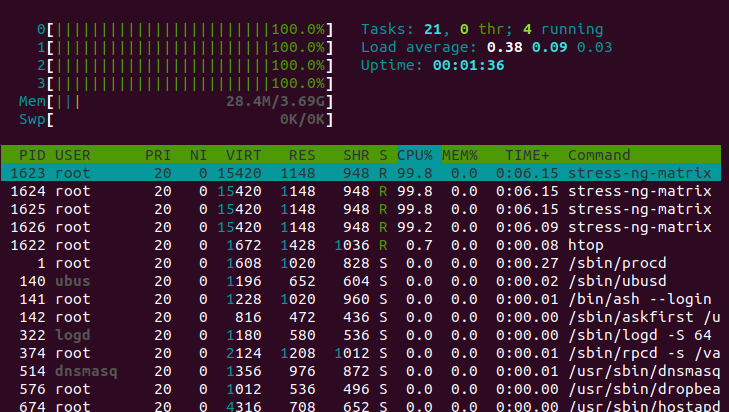 0[||||||||||||||||||||||||100.0%] Tasks: 21, 0 thr; 4 running
1[||||||||||||||||||||||||100.0%] Load average: 0.38 0.09 0.03
2[||||||||||||||||||||||||100.0%] Uptime: 00:01:36
3[||||||||||||||||||||||||100.0%]
Mem[||| 28.4M/3.69G]
Swp[ 0K/0K]
PID USER PRI NI VIRT RES SHR S CPU% MEM% TIME+ Command
1623 root 20 0 15420 1148 948 R 99.8 0.0 0:06.15 stress-ng-matrix
1624 root 20 0 15420 1148 948 R 99.8 0.0 0:06.15 stress-ng-matrix
1625 root 20 0 15420 1148 948 R 99.8 0.0 0:06.15 stress-ng-matrix
1626 root 20 0 15420 1148 948 R 99.2 0.0 0:06.09 stress-ng-matrix
1622 root 20 0 1672 1428 1036 R 0.7 0.0 0:00.08 htop
1 root 20 0 1608 1020 828 S 0.0 0.0 0:00.27 /sbin/procd
140 ubus 20 0 1196 652 604 S 0.0 0.0 0:00.02 /sbin/ubusd
141 root 20 0 1228 1020 960 S 0.0 0.0 0:00.01 /bin/ash --login
142 root 20 0 816 472 436 S 0.0 0.0 0:00.00 /sbin/askfirst /u
322 logd 20 0 1180 580 536 S 0.0 0.0 0:00.00 /sbin/logd -S 64
374 root 20 0 2124 1208 1012 S 0.0 0.0 0:00.01 /sbin/rpcd -s /va
514 dnsmasq 20 0 1356 976 872 S 0.0 0.0 0:00.01 /usr/sbin/dnsmasq
576 root 20 0 1012 536 496 S 0.0 0.0 0:00.00 /usr/sbin/dropbea
674 root 20 0 4316 708 652 S 0.0 0.0 0:00.00 /usr/sbin/hostapd